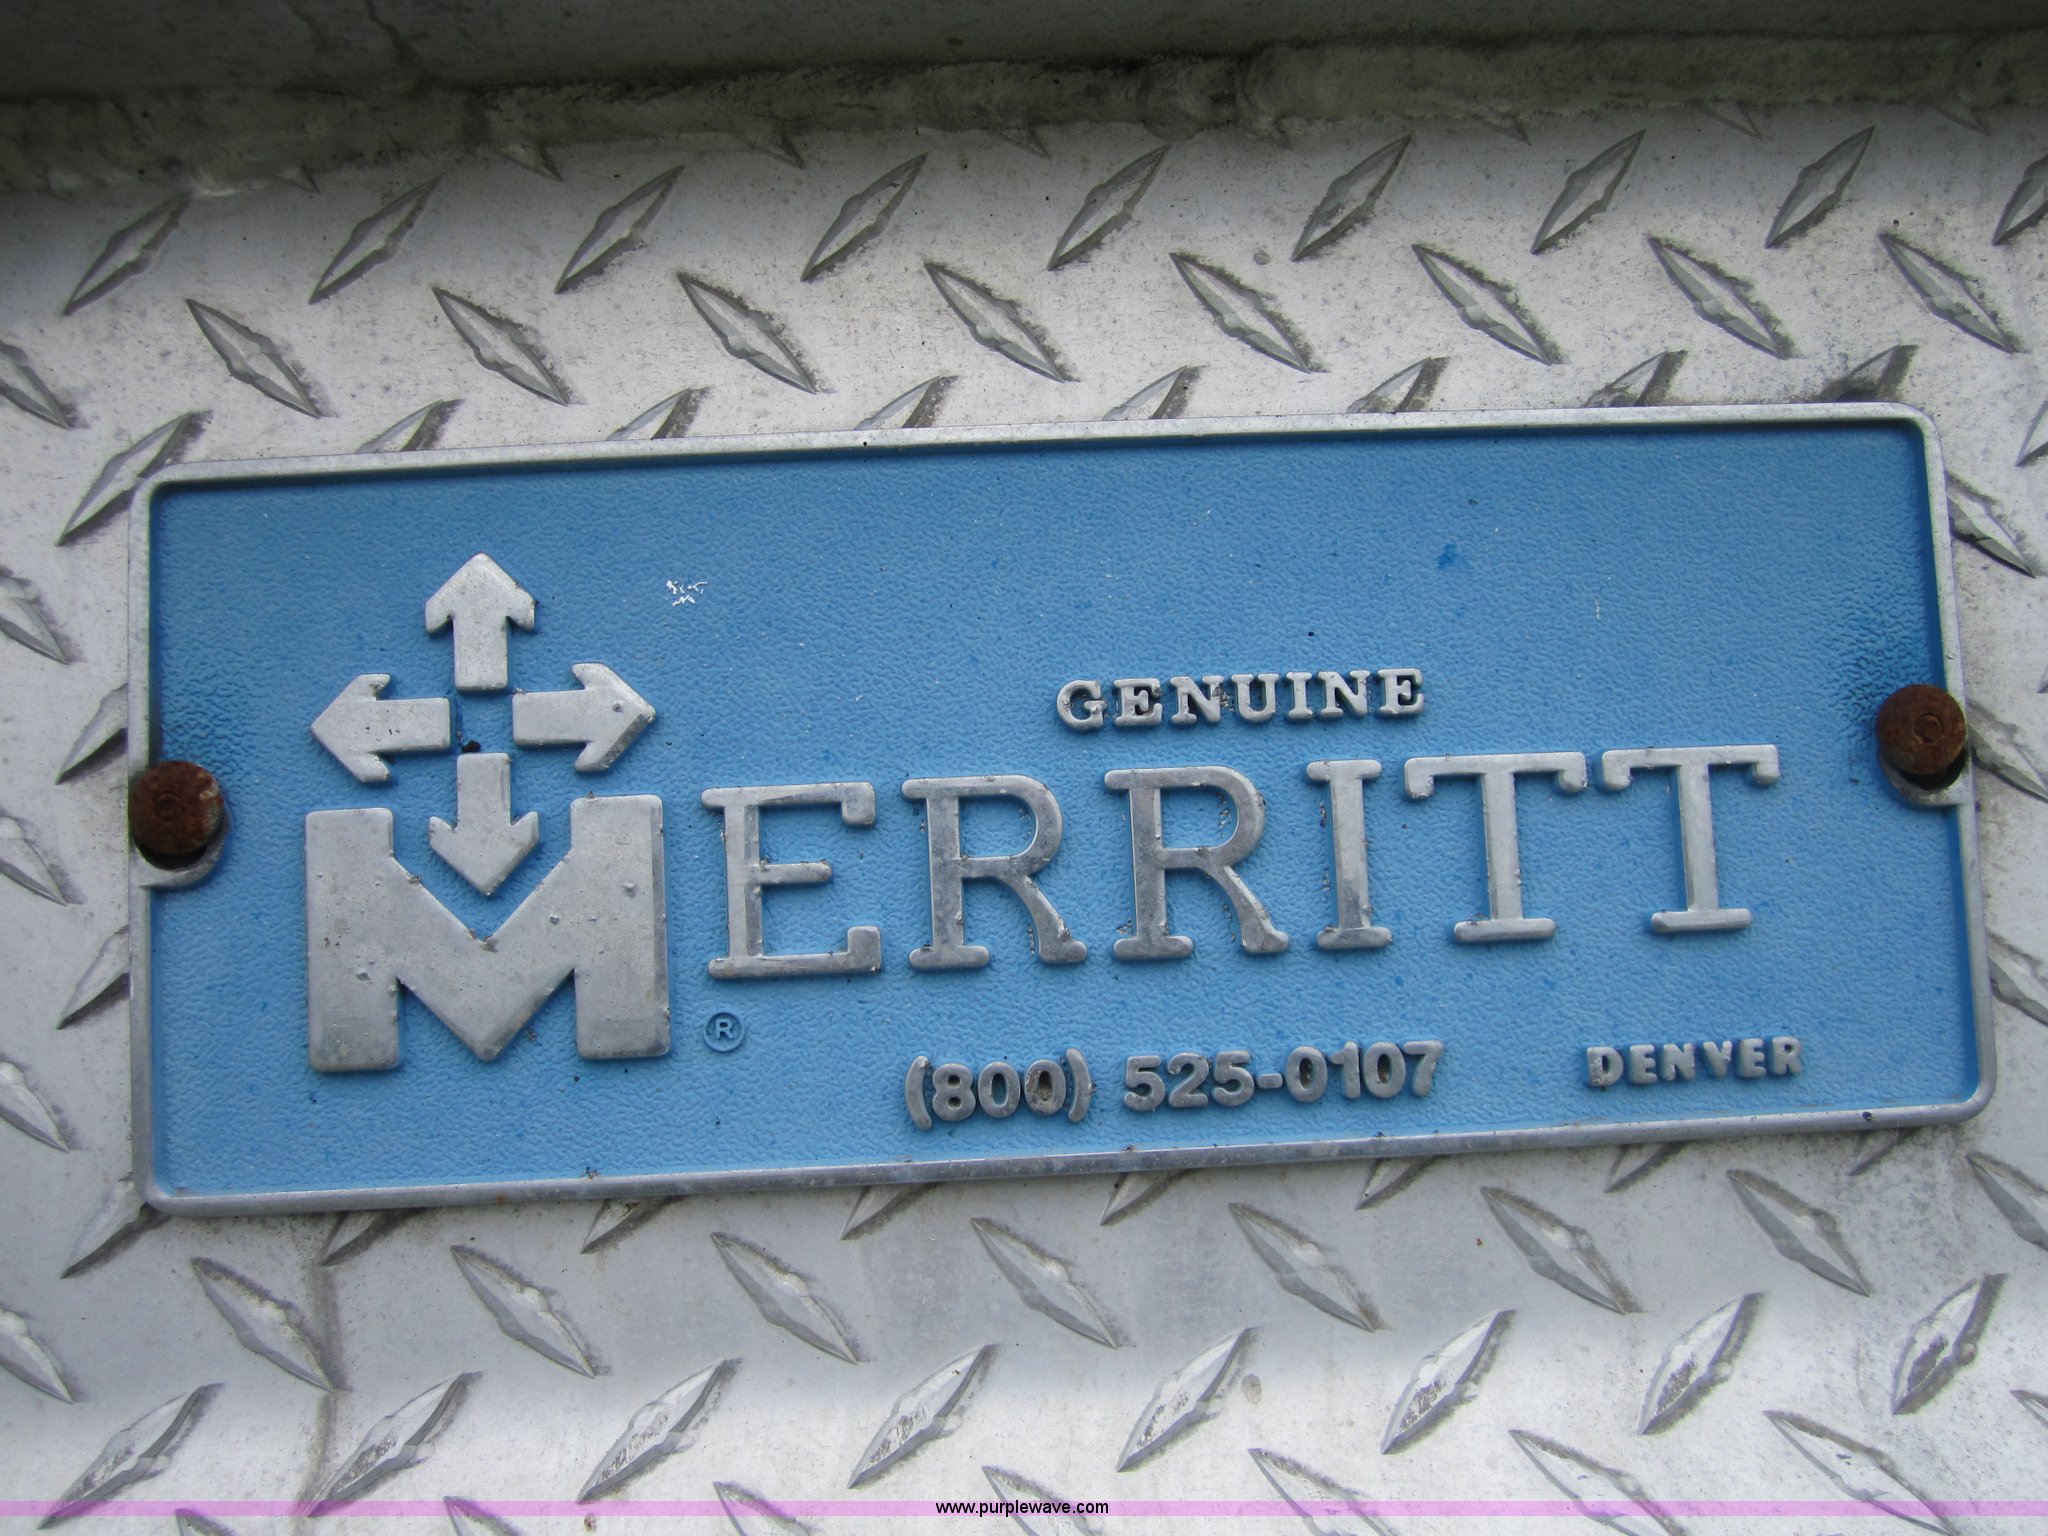 GENUINE
MERRITT
®
(800) 525-0107 DENVER
www.purplewave.com